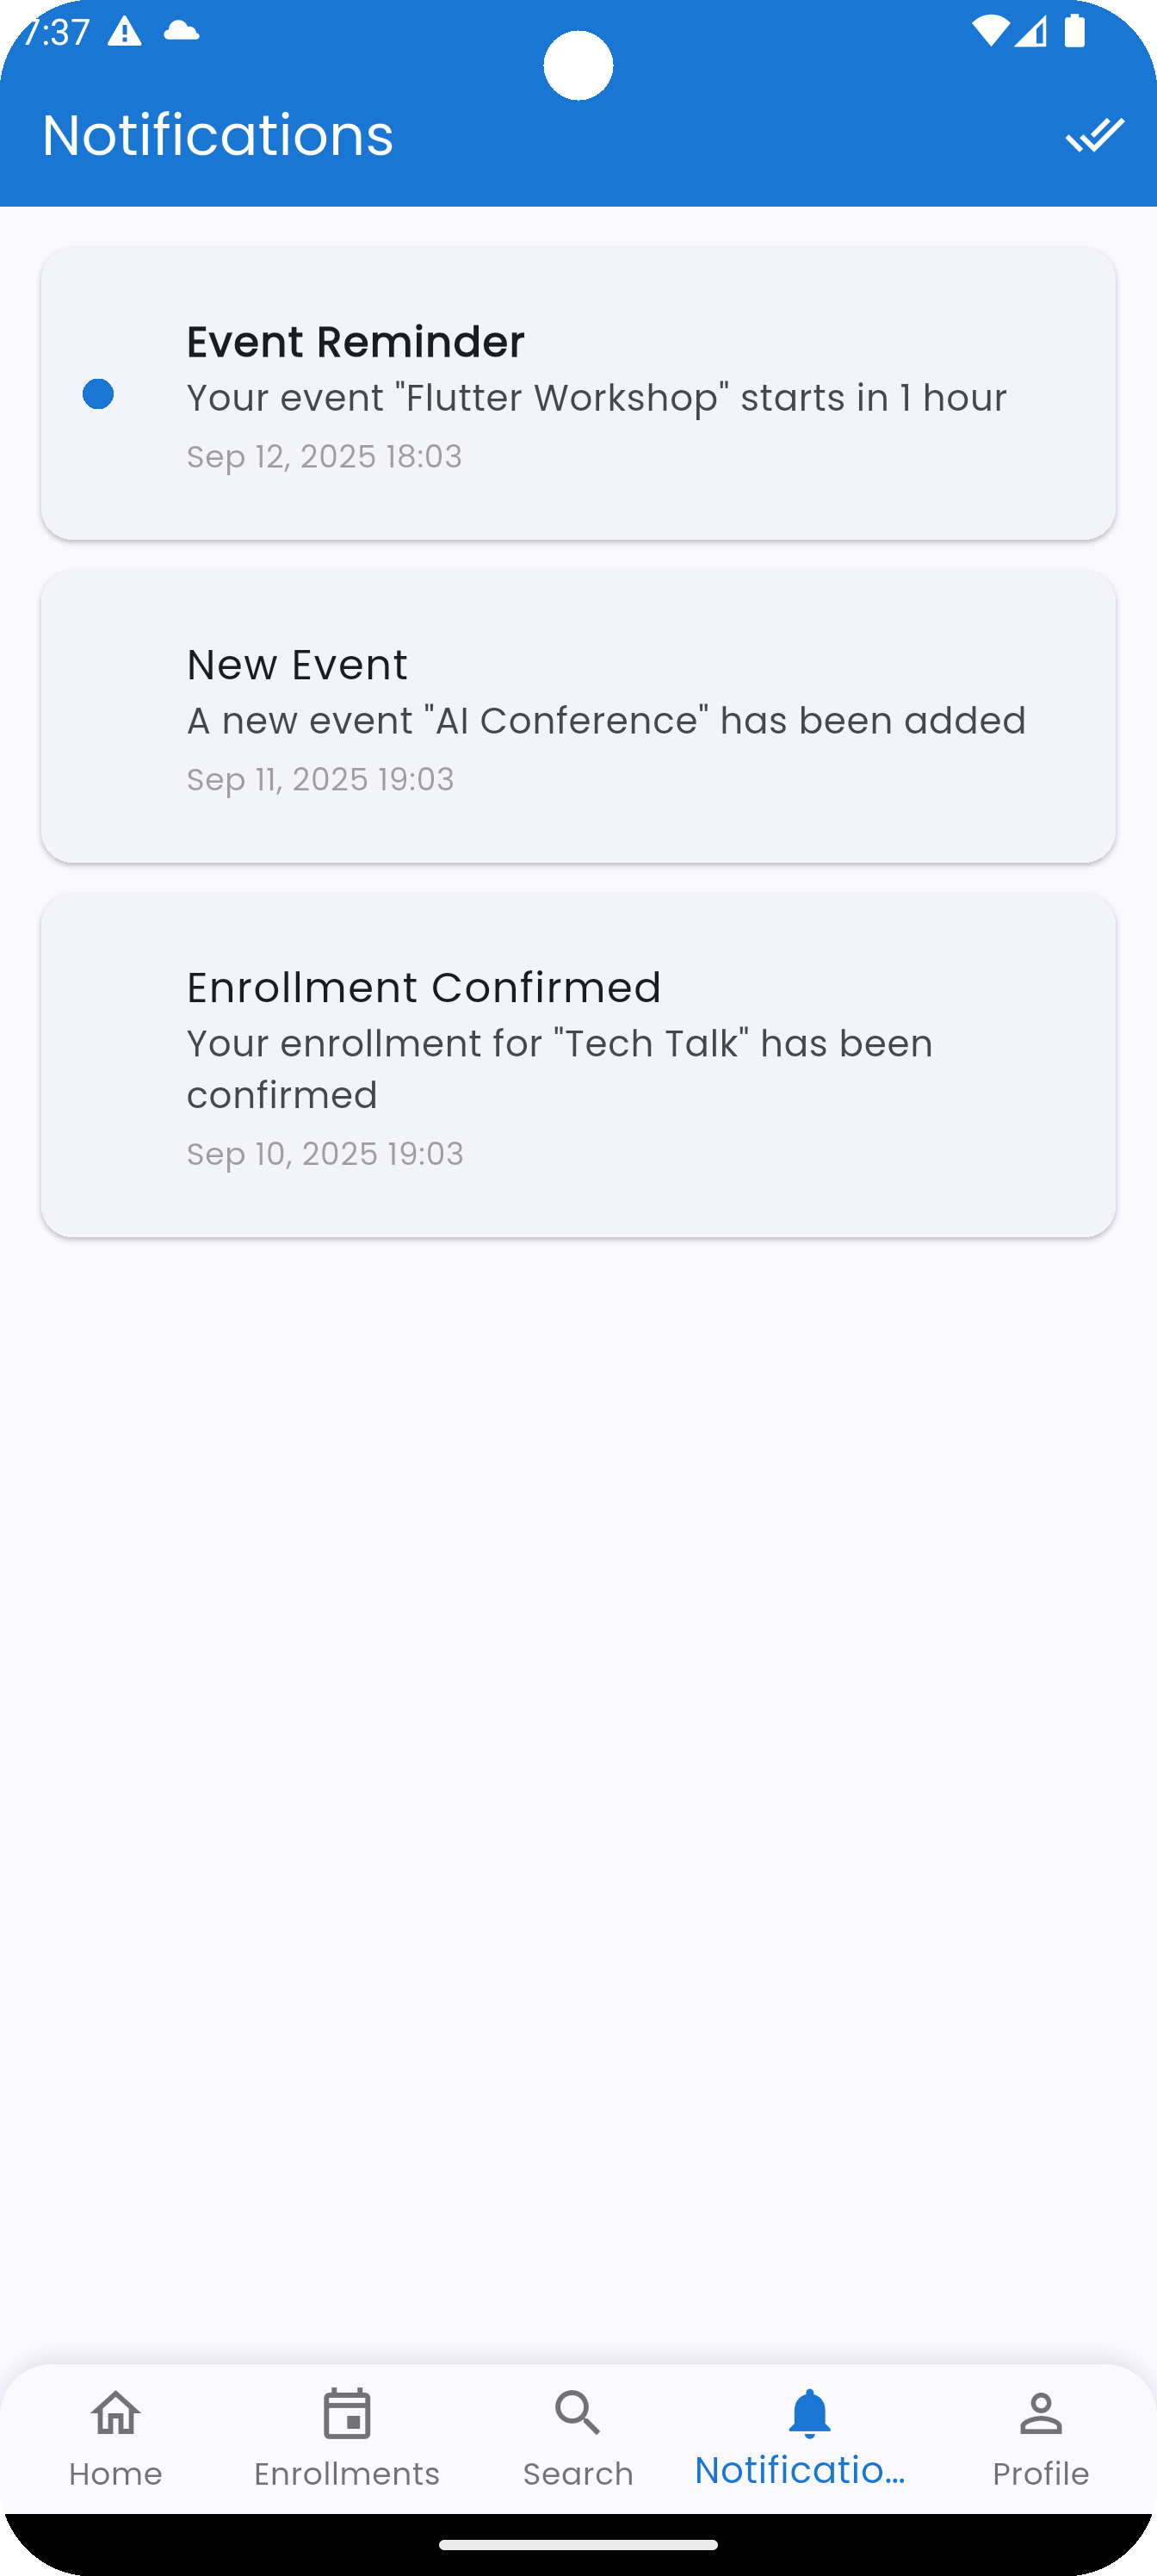 7:37
Notifications
Event Reminder
Your event "Flutter Workshop" starts in 1 hour
Sep 12, 2025 18:03
New Event
A new event "AI Conference" has been added
Sep 11, 2025 19:03
Enrollment Confirmed
Your enrollment for "Tech Talk" has been
confirmed
Sep 10, 2025 19:03
Home
Enrollments
Search
Notificatio...
Profile